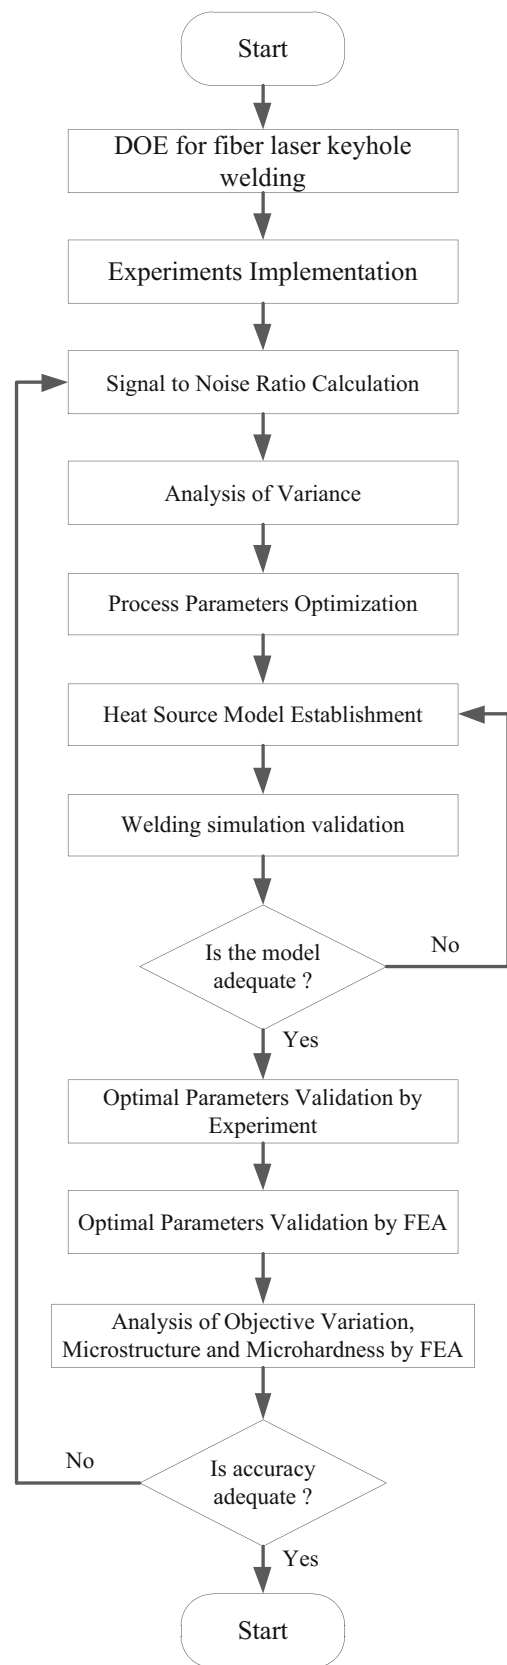 Start
DOE for fiber laser keyhole
welding
Experiments Implementation
Signal to Noise Ratio Calculation
Analysis of Variance
Process Parameters Optimization
Heat Source Model Establishment
Welding simulation validation
Is the model
adequate ?
No
Yes
Optimal Parameters Validation by
Experiment
Optimal Parameters Validation by FEA
Analysis of Objective Variation,
Microstructure and Microhardness by FEA
No
Is accuracy
adequate ?
Yes
Start